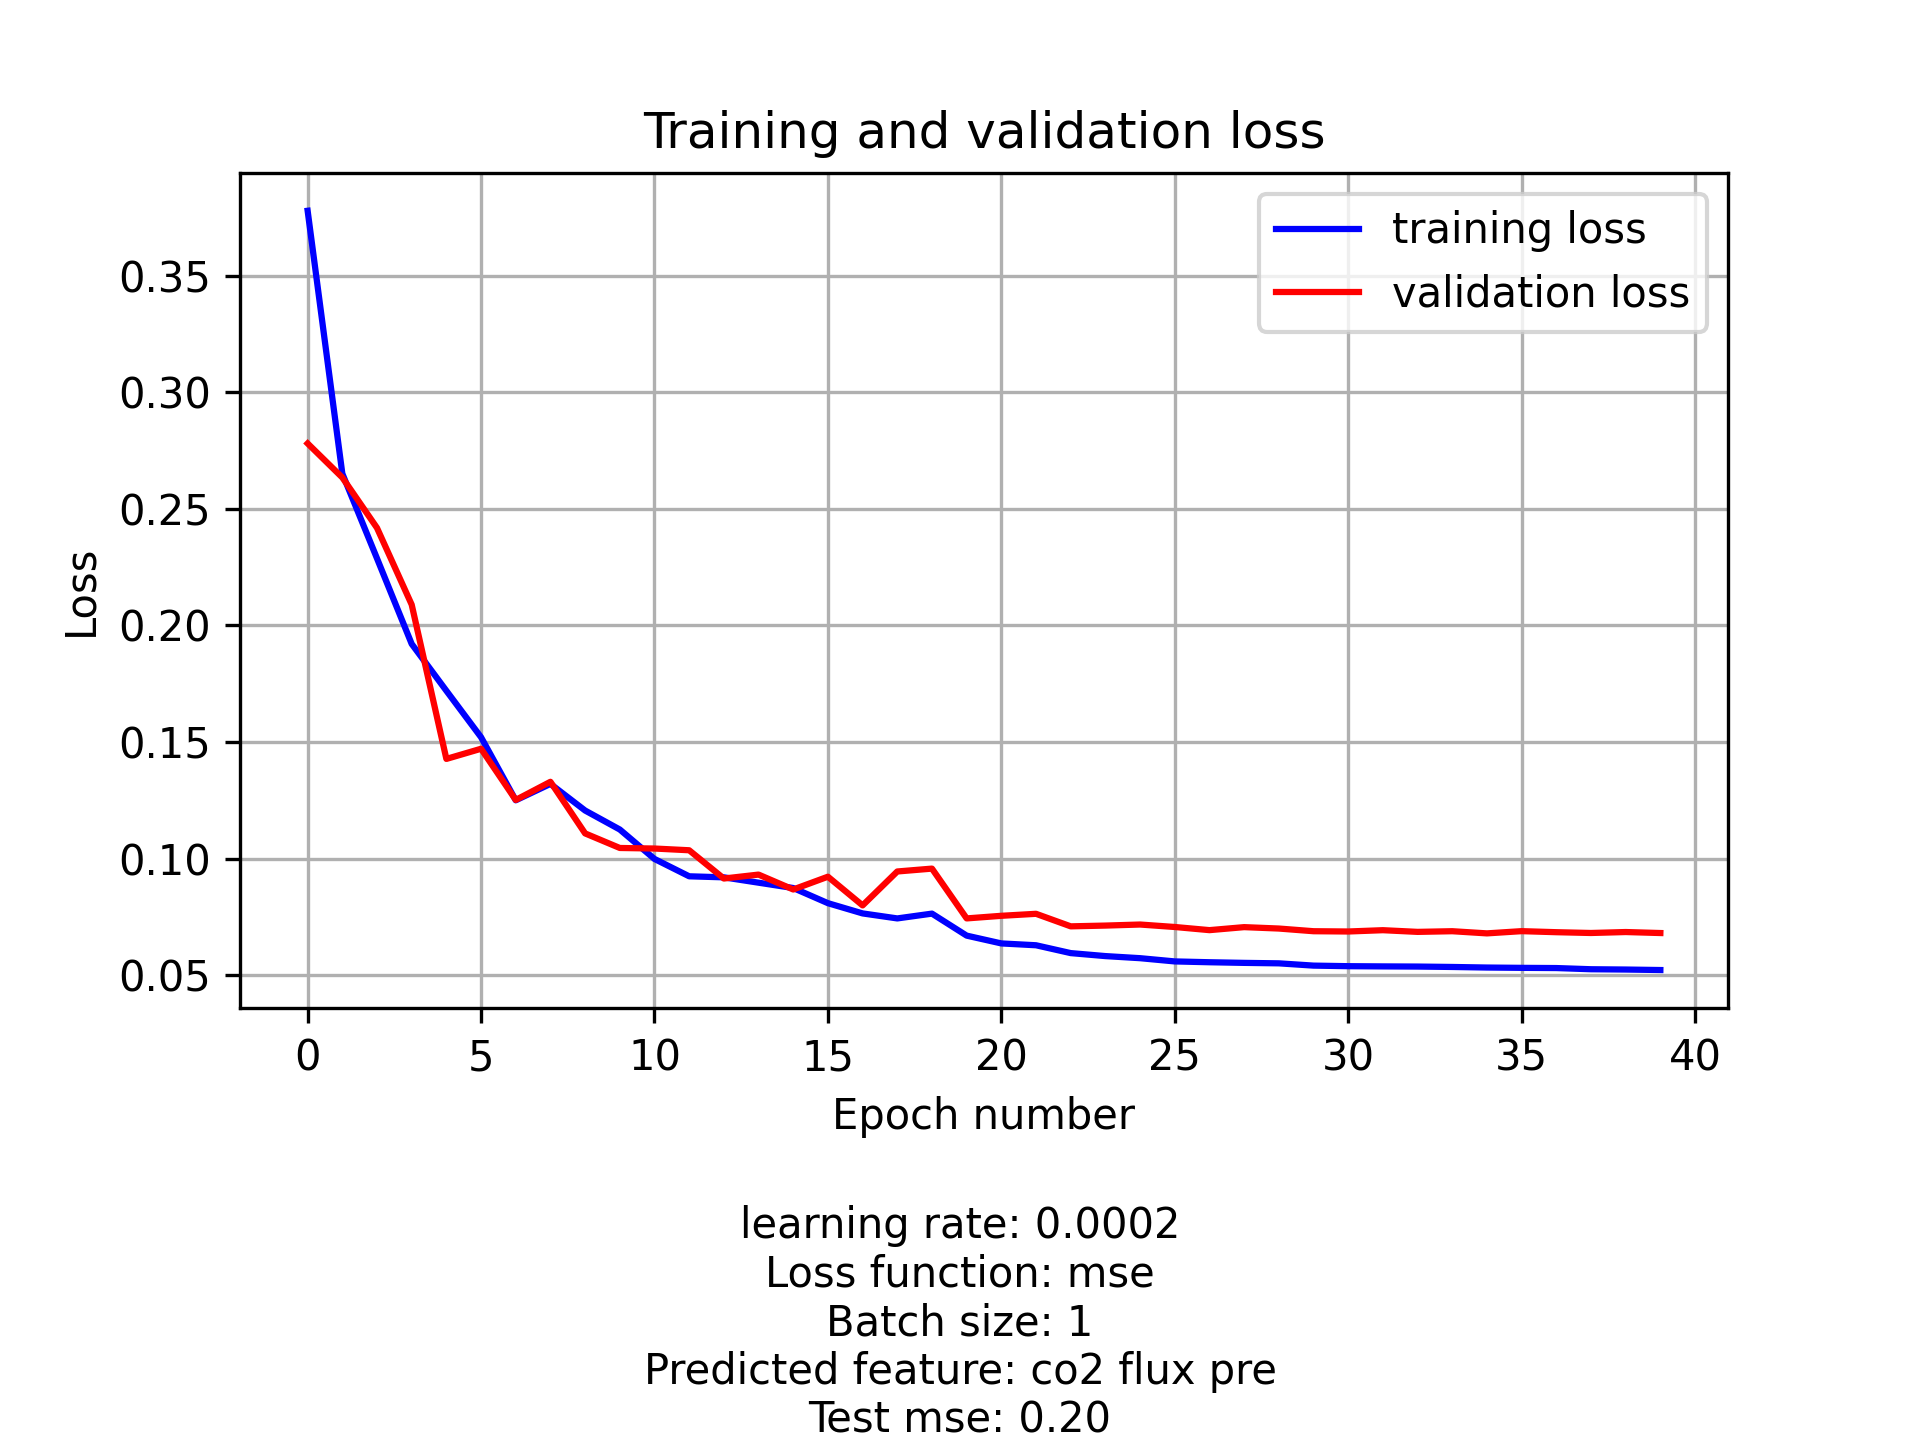 Training and validation loss
training loss
validation loss
Loss
0.35
0.30
0.25
0.20
0.15
0.10
0.05
0 5 10 15 20 25 30 35 40
Epoch number
learning rate: 0.0002
Loss function: mse
Batch size: 1
Predicted feature: co2 flux pre
Test mse: 0.20